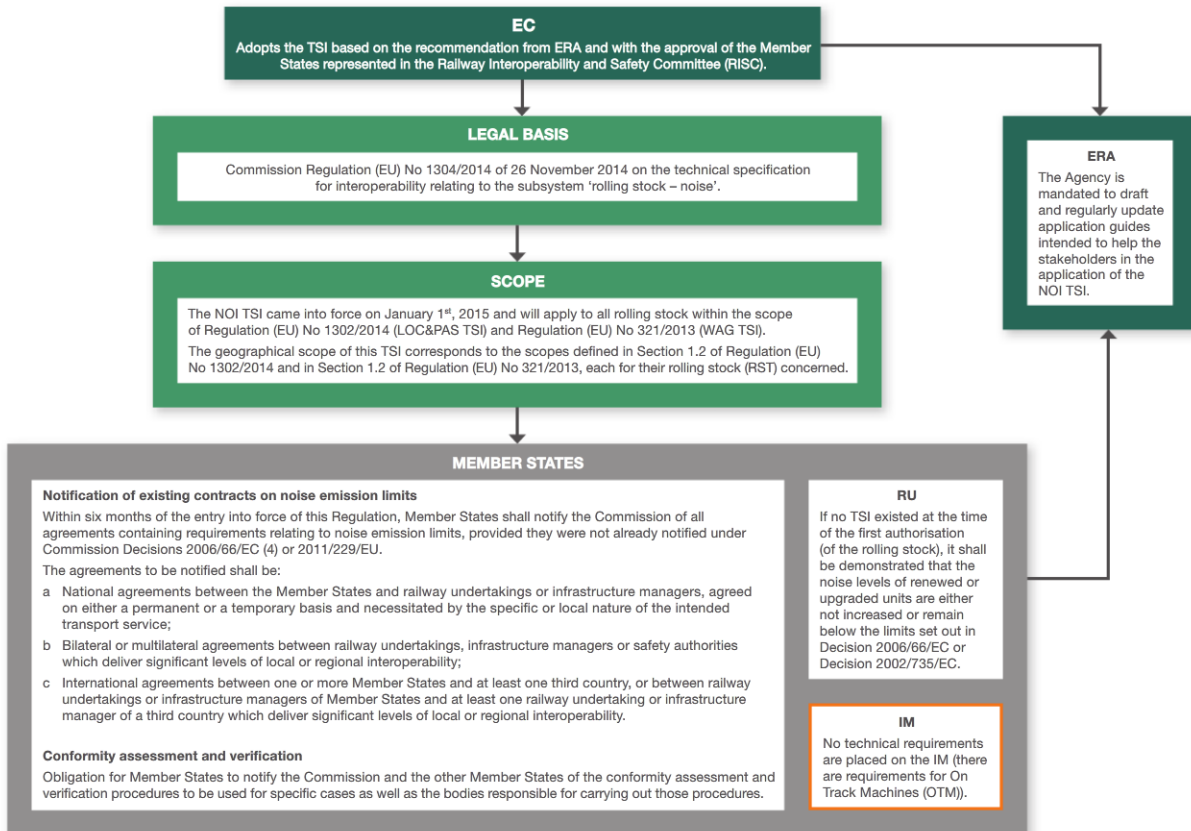 EC
Adopts the TSI based on the recommendation from ERA and with the approval of the Member
States represented in the Railway Interoperability and Safety Committee (RISC).
LEGAL BASIS
Commission Regulation (EU) No 1304/2014 of 26 November 2014 on the technical specification
for interoperability relating to the subsystem ‘rolling stock – noise’.
ERA
The Agency is
mandated to draft
and regularly update
application guides
intended to help the
stakeholders in the
application of the
NOI TSI.
SCOPE
The NOI TSI came into force on January 1st, 2015 and will apply to all rolling stock within the scope
of Regulation (EU) No 1302/2014 (LOC&PAS TSI) and Regulation (EU) No 321/2013 (WAG TSI).
The geographical scope of this TSI corresponds to the scopes defined in Section 1.2 of Regulation (EU)
No 1302/2014 and in Section 1.2 of Regulation (EU) No 321/2013, each for their rolling stock (RST) concerned.
MEMBER STATES
Notification of existing contracts on noise emission limits
Within six months of the entry into force of this Regulation, Member States shall notify the Commission of all
agreements containing requirements relating to noise emission limits, provided they were not already notified under
Commission Decisions 2006/66/EC (4) or 2011/229/EU.
The agreements to be notified shall be:
a National agreements between the Member States and railway undertakings or infrastructure managers, agreed
on either a permanent or a temporary basis and necessitated by the specific or local nature of the intended
transport service;
b Bilateral or multilateral agreements between railway undertakings, infrastructure managers or safety authorities
which deliver significant levels of local or regional interoperability;
c International agreements between one or more Member States and at least one third country, or between railway
undertakings or infrastructure managers of Member States and at least one railway undertaking or infrastructure
manager of a third country which deliver significant levels of local or regional interoperability.
Conformity assessment and verification
Obligation for Member States to notify the Commission and the other Member States of the conformity assessment and
verification procedures to be used for specific cases as well as the bodies responsible for carrying out those procedures.
RU
If no TSI existed at the time
of the first authorisation
(of the rolling stock), it shall
be demonstrated that the
noise levels of renewed or
upgraded units are either
not increased or remain
below the limits set out in
Decision 2006/66/EC or
Decision 2002/735/EC.
IM
No technical requirements
are placed on the IM (there
are requirements for On
Track Machines (OTM)).